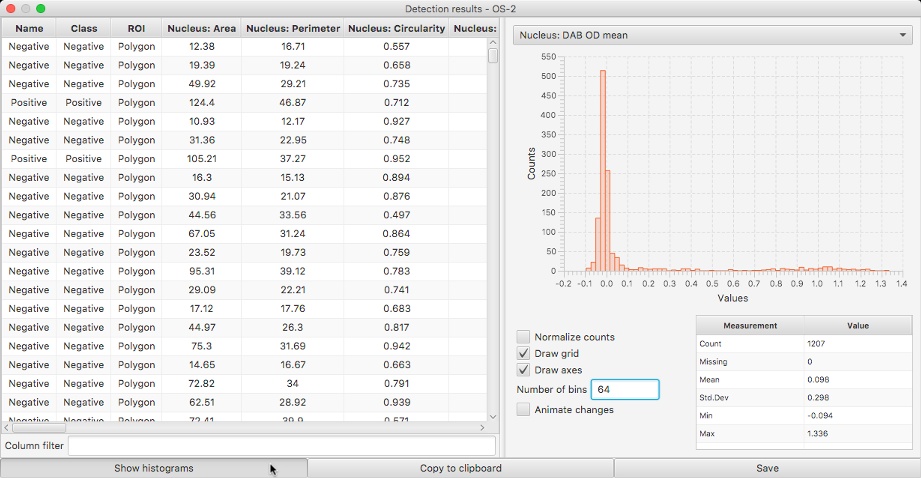 Detection results - OS-2
Name Class ROI Nucleus: Area Nucleus: Perimeter Nucleus: Circularity Nucleus:
Negative Negative Polygon 12.38 16.71 0.557
Negative Negative Polygon 19.39 19.24 0.658
Negative Negative Polygon 49.92 29.21 0.735
Positive Positive Polygon 124.4 46.87 0.712
Negative Negative Polygon 10.93 12.17 0.927
Negative Negative Polygon 31.36 22.95 0.748
Positive Positive Polygon 105.21 37.27 0.952
Negative Negative Polygon 16.3 15.13 0.894
Negative Negative Polygon 30.94 21.07 0.876
Negative Negative Polygon 44.56 33.56 0.497
Negative Negative Polygon 67.05 31.24 0.864
Negative Negative Polygon 23.52 19.73 0.759
Negative Negative Polygon 95.31 39.12 0.783
Negative Negative Polygon 29.09 22.21 0.741
Negative Negative Polygon 17.12 17.76 0.683
Negative Negative Polygon 44.97 26.3 0.817
Negative Negative Polygon 75.3 31.69 0.942
Negative Negative Polygon 14.65 16.67 0.663
Negative Negative Polygon 72.82 34 0.791
Negative Negative Polygon 62.51 28.92 0.939
Negative Negative Polygon 72.41 39.9 0.571
Column filter
Nucleus: DAB OD mean
550
500
450
400
350
300
250
200
150
100
50
0
Counts
-0.2 -0.1 0.0 0.1 0.2 0.3 0.4 0.5 0.6 0.7 0.8 0.9 1.0 1.1 1.2 1.3 1.4
Values
Normalize counts
Draw grid
Draw axes
Number of bins 64
Animate changes
Measurement Value
Count 1207
Missing 0
Mean 0.098
Std.Dev 0.298
Min -0.094
Max 1.336
Show histograms Copy to clipboard Save